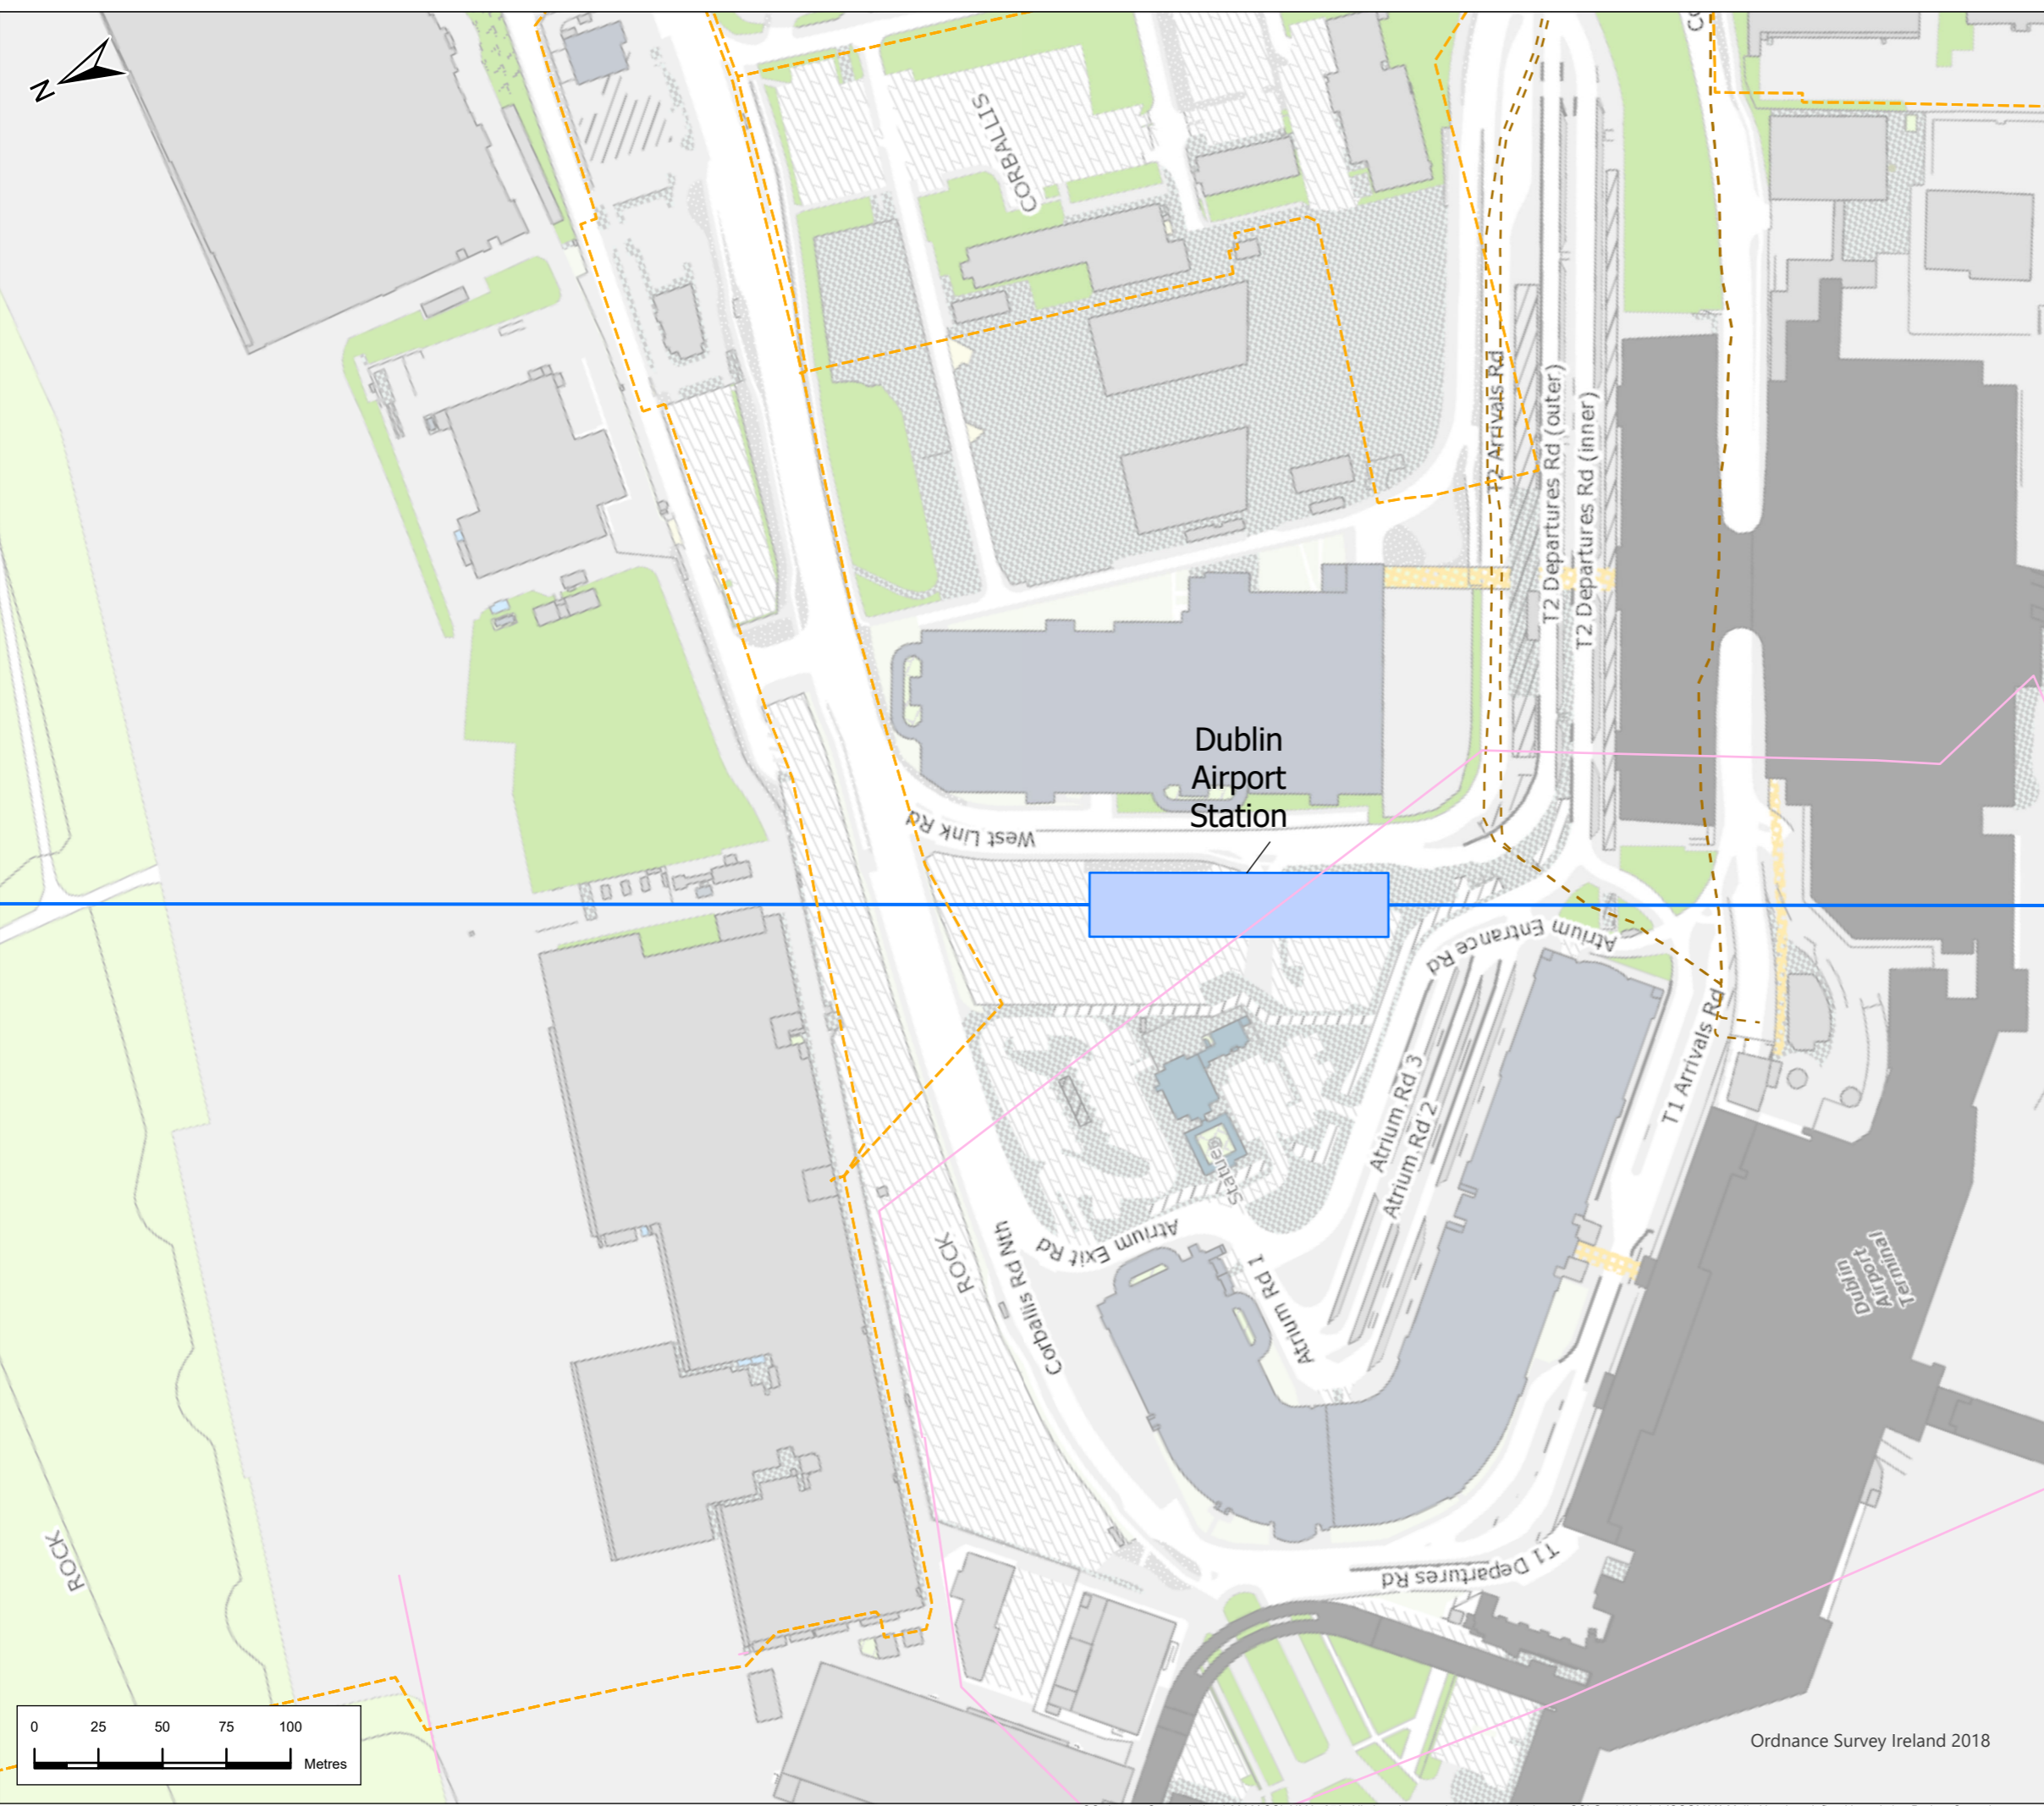 N
CORBALLIS
T2 Arrivals Rd
T2 Departures Rd (outer)
T2 Departures Rd (inner)
Dublin
Airport
Station
West Link Rd
Atrium Entrance Rd
T1 Arrivals Rd
Atrium Rd 3
Atrium Rd 2
Statue
Atrium Exit Rd
Atrium Rd 1
ROCK
Corballis Rd Nth
Dublin
Airport
Terminal
ROCK
T1 Departures Rd
0 25 50 75 100
Metres
Ordnance Survey Ireland 2018